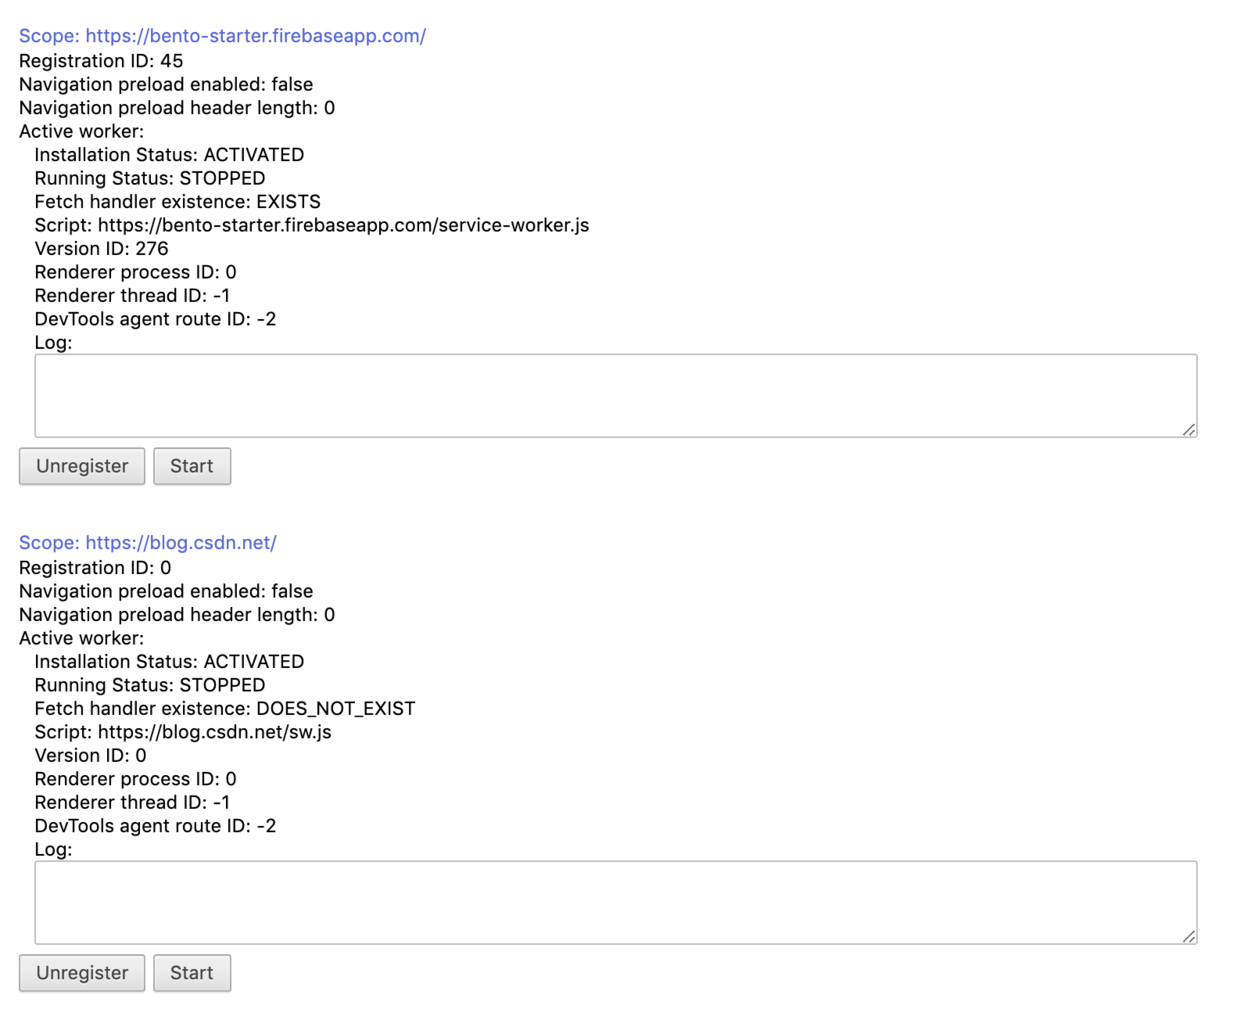 Scope: https://bento-starter.firebaseapp.com/
Registration ID: 45
Navigation preload enabled: false
Navigation preload header length: 0
Active worker:
Installation Status: ACTIVATED
Running Status: STOPPED
Fetch handler existence: EXISTS
Script: https://bento-starter.firebaseapp.com/service-worker.js
Version ID: 276
Renderer process ID: 0
Renderer thread ID: -1
DevTools agent route ID: -2
Log:
Unregister Start
Scope: https://blog.csdn.net/
Registration ID: 0
Navigation preload enabled: false
Navigation preload header length: 0
Active worker:
Installation Status: ACTIVATED
Running Status: STOPPED
Fetch handler existence: DOES_NOT_EXIST
Script: https://blog.csdn.net/sw.js
Version ID: 0
Renderer process ID: 0
Renderer thread ID: -1
DevTools agent route ID: -2
Log:
Unregister Start